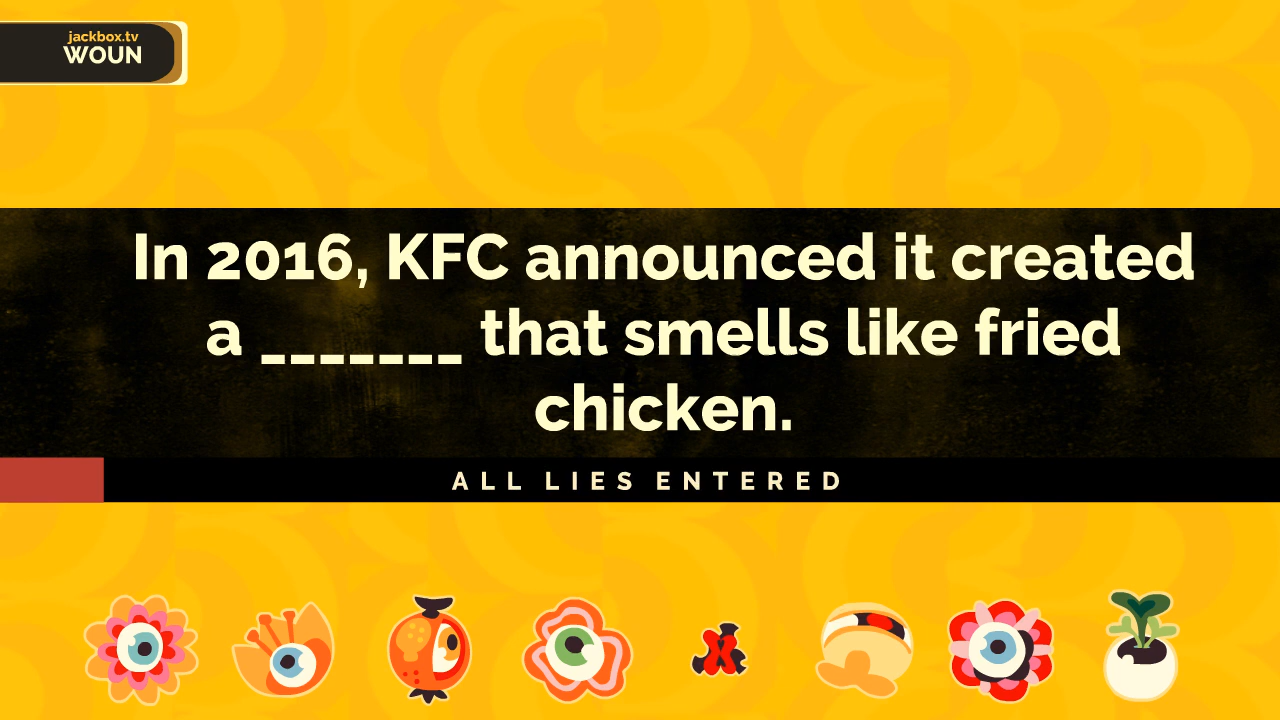 jackbox.tv
WOUN
In 2016, KFC announced it created
a _______ that smells like fried
chicken.
ALL LIES ENTERED